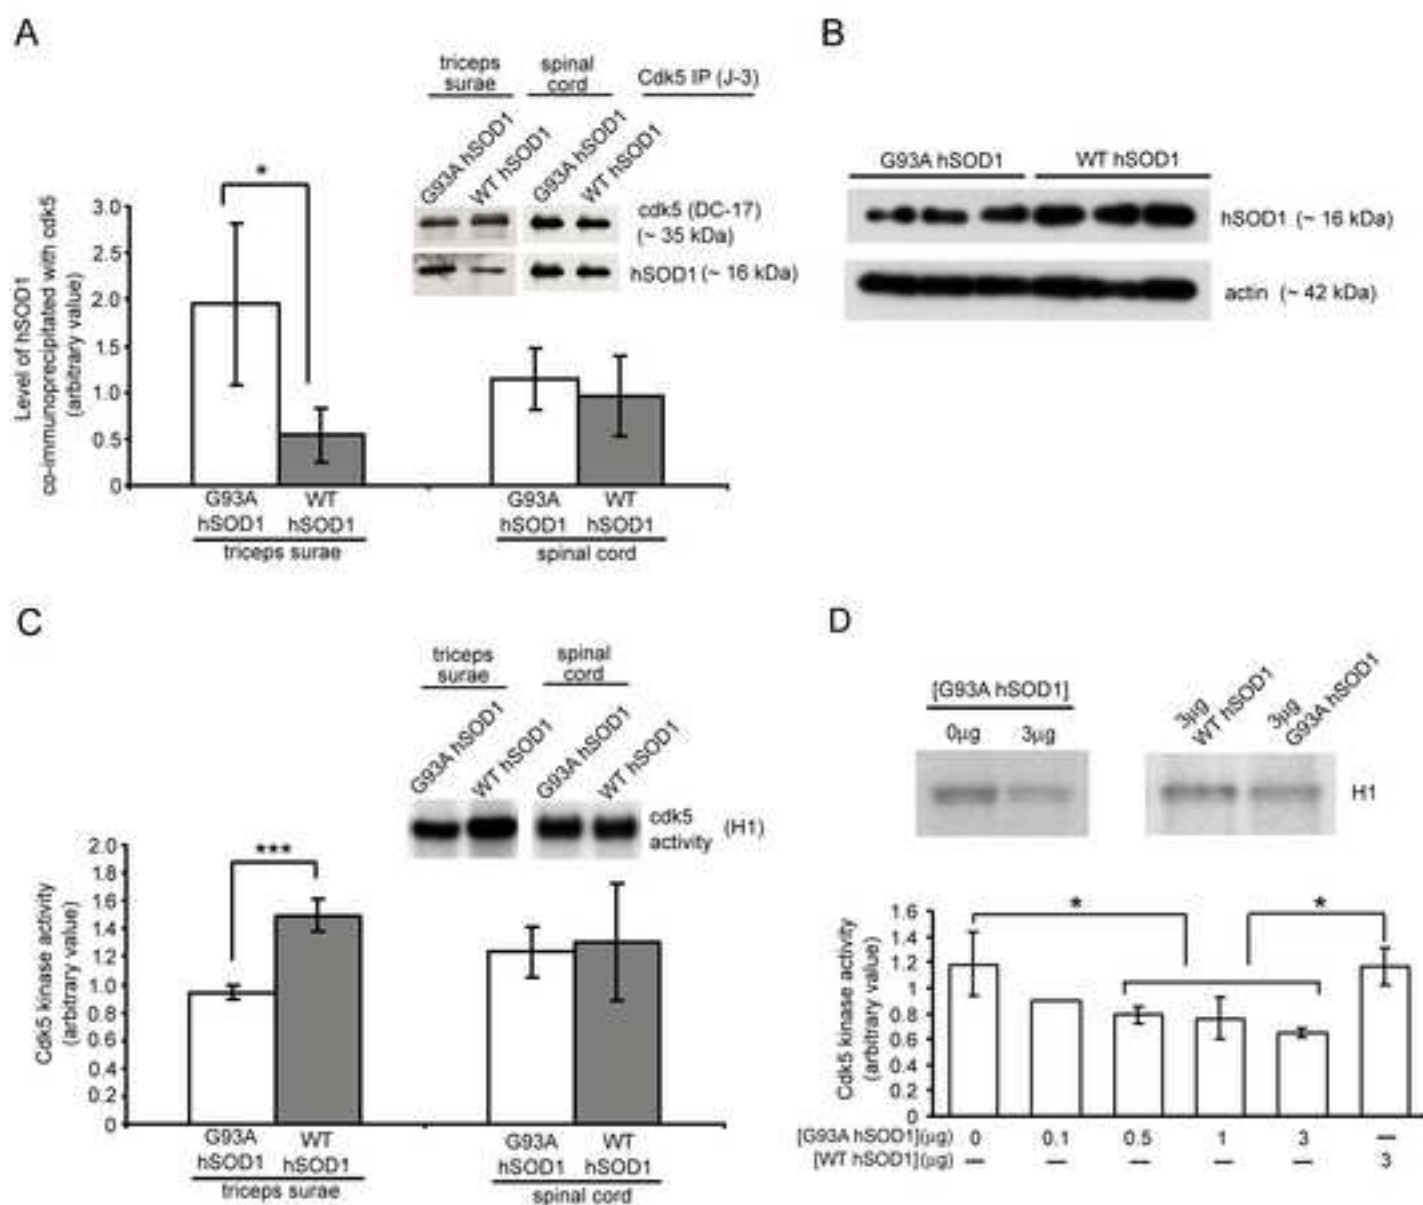 A
triceps surae
spinal cord
Cdk5 IP (J-3)
G93A hSOD1
WT hSOD1
G93A hSOD1
WT hSOD1
cdk5 (DC-17)
(~ 35 kDa)
hSOD1 (~ 16 kDa)
*
Level of hSOD1
co-immunoprecipitated with cdk5
(arbitrary value)
3.0
2.5
2.0
1.5
1.0
0.5
0
G93A hSOD1
WT hSOD1
G93A hSOD1
WT hSOD1
triceps surae
spinal cord
B
G93A hSOD1
WT hSOD1
hSOD1 (~ 16 kDa)
actin (~ 42 kDa)
C
triceps surae
spinal cord
G93A hSOD1
WT hSOD1
G93A hSOD1
WT hSOD1
cdk5 activity
(H1)
***
Cdk5 kinase activity
(arbitrary value)
2.0
1.8
1.6
1.4
1.2
1.0
0.8
0.6
0.4
0.2
0
G93A hSOD1
WT hSOD1
G93A hSOD1
WT hSOD1
triceps surae
spinal cord
D
[G93A hSOD1]
0µg 3µg
3µg WT hSOD1
3µg G93A hSOD1
H1
* *
Cdk5 kinase activity
(arbitrary value)
1.6
1.4
1.2
1
0.8
0.6
0.4
0.2
0
[G93A hSOD1](µg) 0 0.1 0.5 1 3 —
[WT hSOD1](µg) — — — — — 3